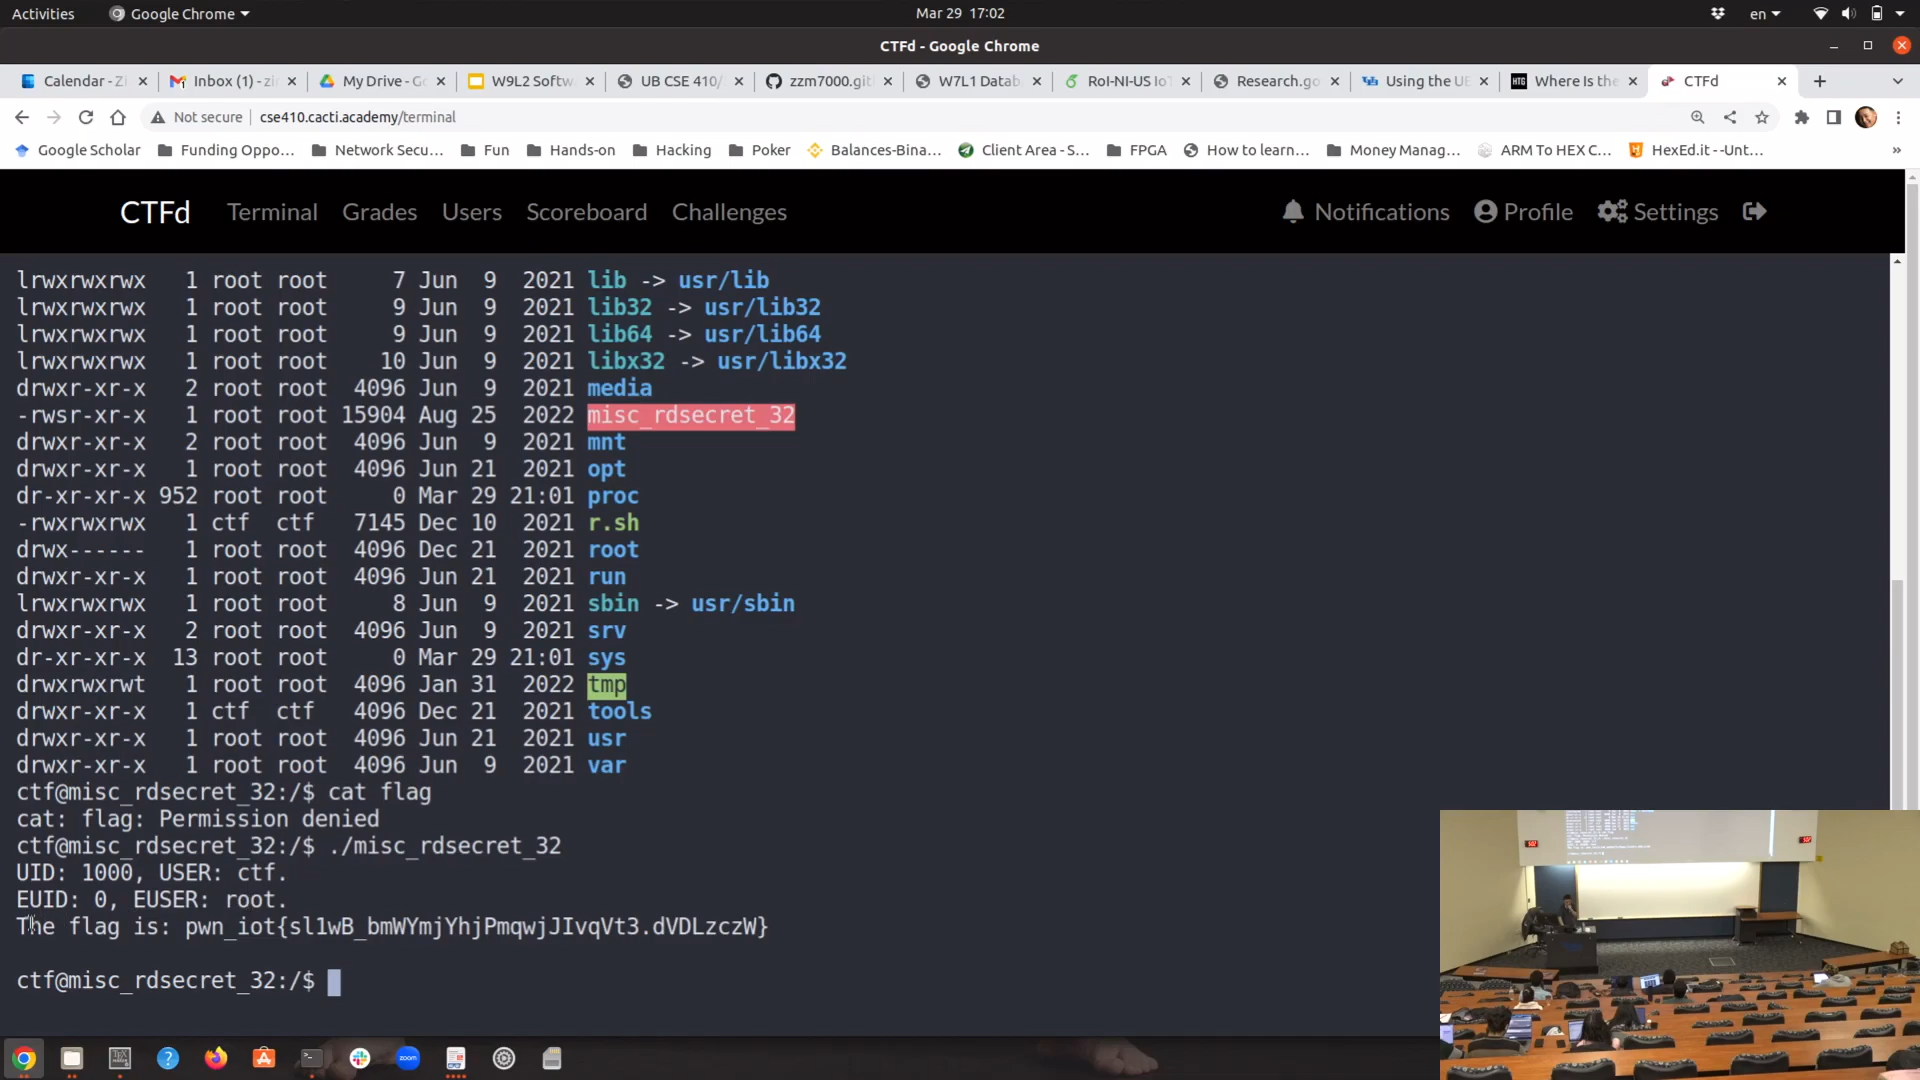 Activities Google Chrome Mar 29 17:02 en
CTFd - Google Chrome
Calendar - Zi Inbox (1) - zi My Drive - Go W9L2 Softw UB CSE 410/ zzm7000.git W7L1 Datab RoI-NI-US IoT Research.go Using the UB HTG Where Is the CTFd
Not secure cse410.cacti.academy/terminal
Google Scholar Funding Oppo... Network Secu... Fun Hands-on Hacking Poker Balances-Bina... Client Area - S... FPGA How to learn... Money Manag... ARM To HEX C... HexEd.it --Unt... »
CTFd Terminal Grades Users Scoreboard Challenges Notifications Profile Settings
lrwxrwxrwx 1 root root 7 Jun 9 2021 lib -> usr/lib
lrwxrwxrwx 1 root root 9 Jun 9 2021 lib32 -> usr/lib32
lrwxrwxrwx 1 root root 9 Jun 9 2021 lib64 -> usr/lib64
lrwxrwxrwx 1 root root 10 Jun 9 2021 libx32 -> usr/libx32
drwxr-xr-x 2 root root 4096 Jun 9 2021 media
-rwsr-xr-x 1 root root 15904 Aug 25 2022 misc_rdsecret_32
drwxr-xr-x 2 root root 4096 Jun 9 2021 mnt
drwxr-xr-x 1 root root 4096 Jun 21 2021 opt
dr-xr-xr-x 952 root root 0 Mar 29 21:01 proc
-rwxrwxrwx 1 ctf ctf 7145 Dec 10 2021 r.sh
drwx------ 1 root root 4096 Dec 21 2021 root
drwxr-xr-x 1 root root 4096 Jun 21 2021 run
lrwxrwxrwx 1 root root 8 Jun 9 2021 sbin -> usr/sbin
drwxr-xr-x 2 root root 4096 Jun 9 2021 srv
dr-xr-xr-x 13 root root 0 Mar 29 21:01 sys
drwxrwxrwt 1 root root 4096 Jan 31 2022 tmp
drwxr-xr-x 1 ctf ctf 4096 Dec 21 2021 tools
drwxr-xr-x 1 root root 4096 Jun 21 2021 usr
drwxr-xr-x 1 root root 4096 Jun 9 2021 var
ctf@misc_rdsecret_32:/$ cat flag
cat: flag: Permission denied
ctf@misc_rdsecret_32:/$ ./misc_rdsecret_32
UID: 1000, USER: ctf.
EUID: 0, EUSER: root.
The flag is: pwn_iot{sl1wB_bmWYmjYhjPmqwjJIvqVt3.dVDLzczW}
ctf@misc_rdsecret_32:/$
zoom